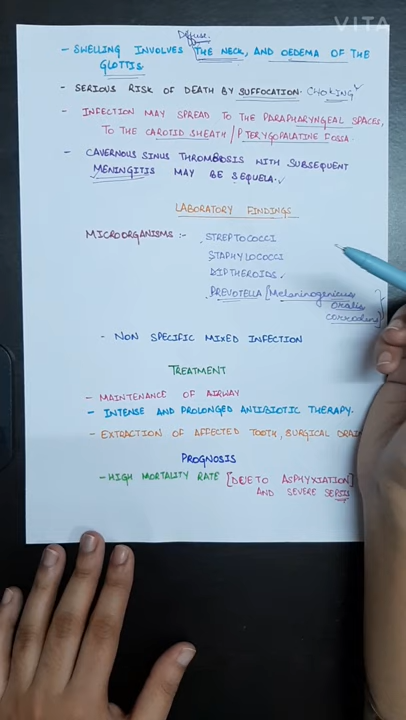 VITA
Diffuse
- SWELLING INVOLVES THE NECK, AND OEDEMA OF THE
GLOTTIS.
- SERIOUS RISK OF DEATH BY SUFFOCATION. CHOKING
- INFECTION MAY SPREAD TO THE PARAPHARYNGEAL SPACES,
TO THE CAROTID SHEATH / PTERYGOPALATINE FOSSA.
- CAVERNOUS SINUS THROMBOSIS WITH SUBSEQUENT
MENINGITIS MAY BE SEQUELA.
LABORATORY FINDINGS
MICROORGANISMS :- STREPTOCOCCI
STAPHYLOCOCCI
DIPTHEROIDS
PREVOTELLA [Melaninogenicus
oralis
corrodens]
- NON SPECIFIC MIXED INFECTION
TREATMENT
- MAINTENANCE OF AIRWAY
- INTENSE AND PROLONGED ANTIBIOTIC THERAPY.
- EXTRACTION OF AFFECTED TOOTH, SURGICAL DRAI
PROGNOSIS
- HIGH MORTALITY RATE [DUE TO ASPHYXIATION]
AND SEVERE SEPSIS